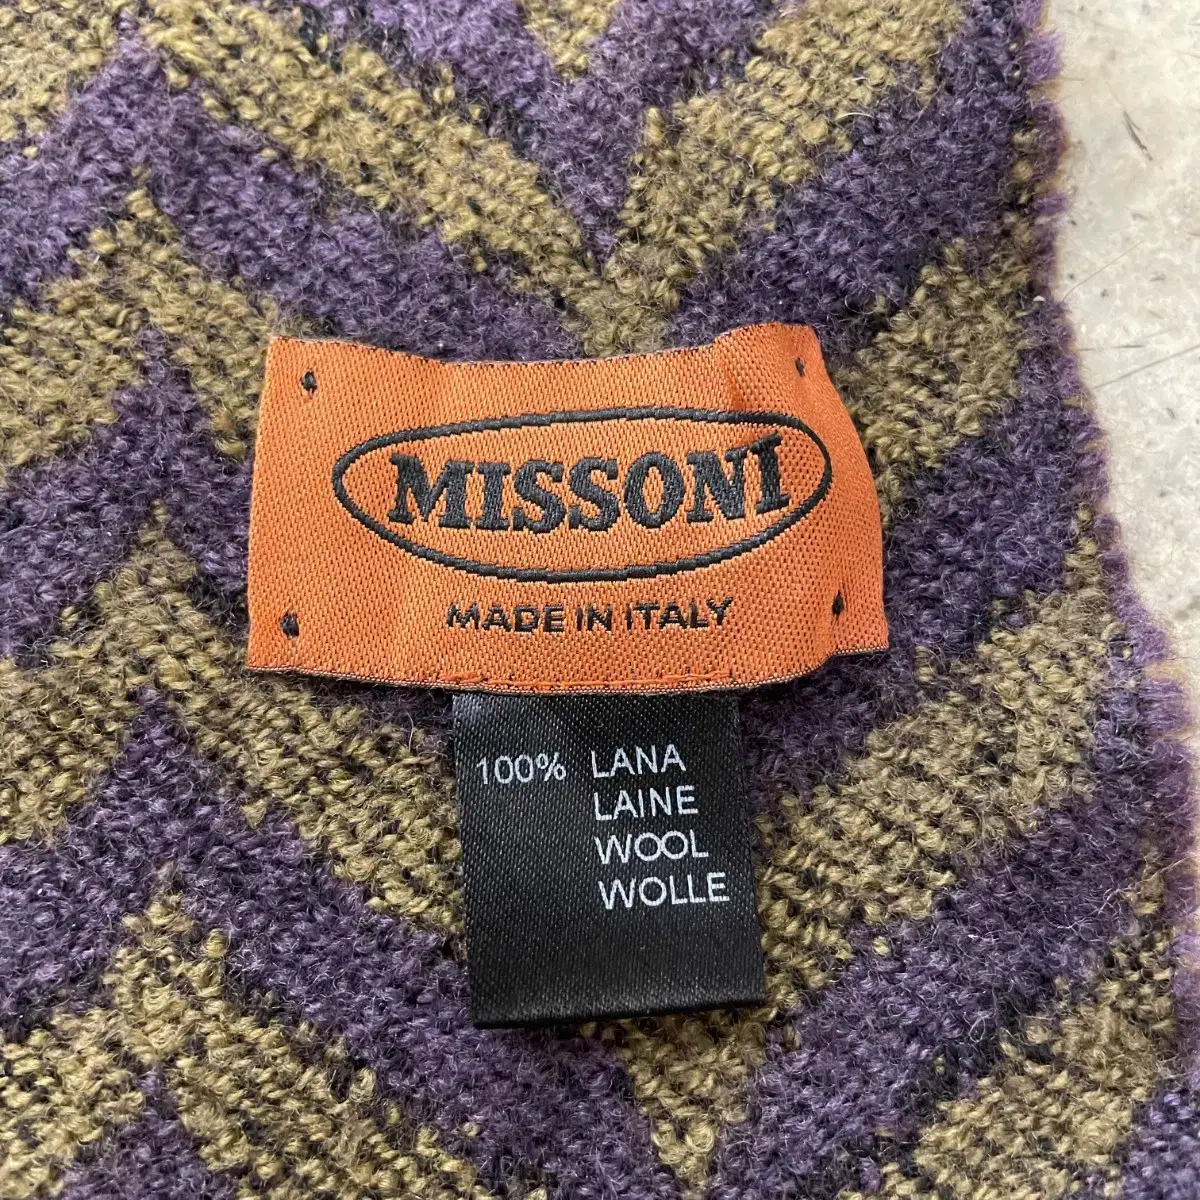 MISSONI
MADE IN ITALY
100% LANA
LAINE
WOOL
WOLLE